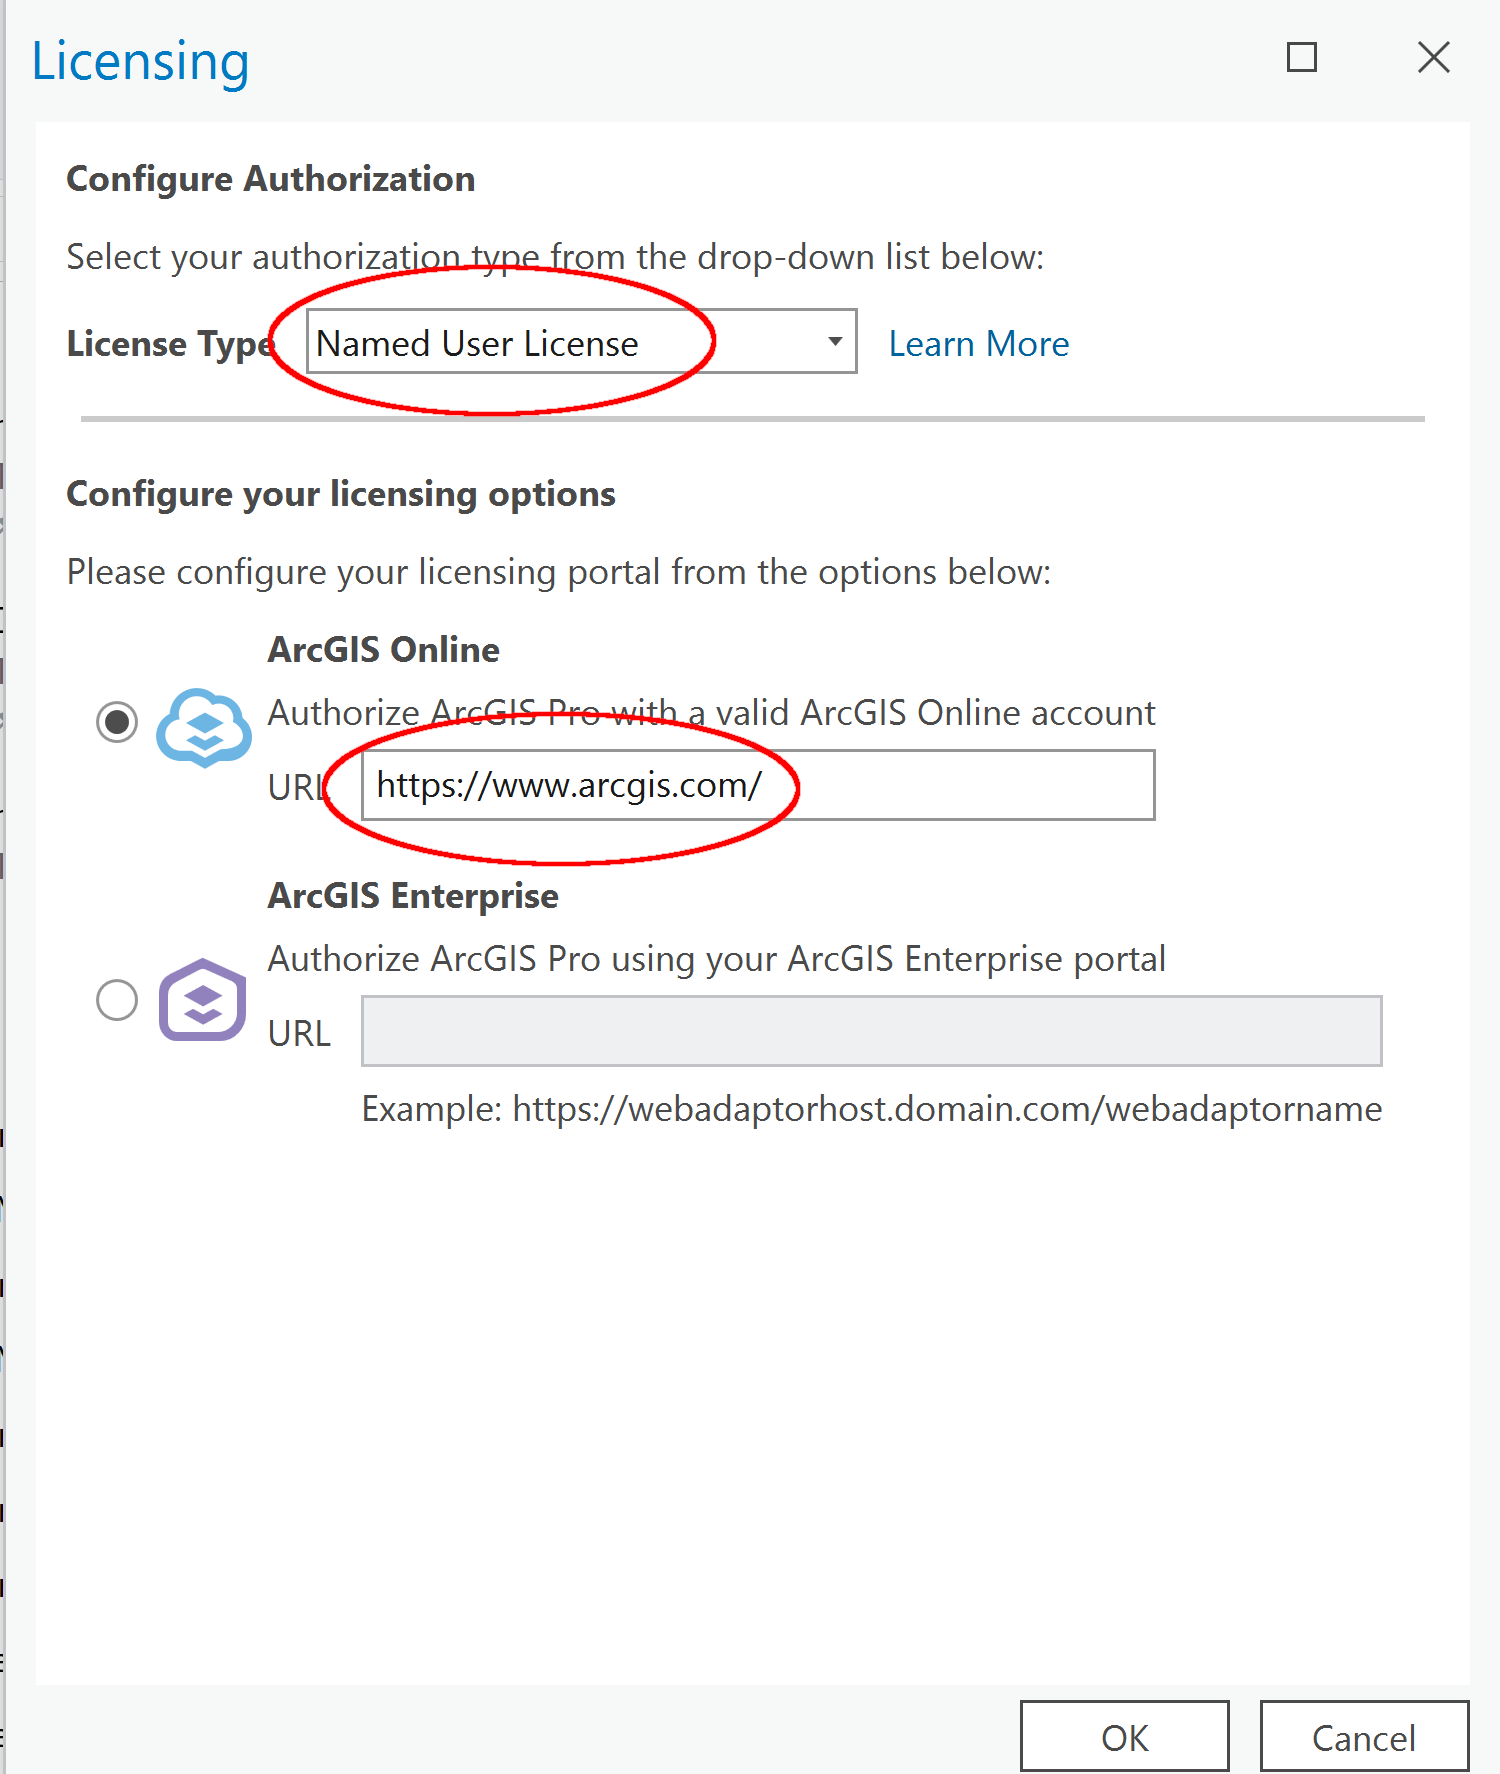 Licensing
Configure Authorization
Select your authorization type from the drop-down list below:
License Type Named User License Learn More
Configure your licensing options
Please configure your licensing portal from the options below:
ArcGIS Online
Authorize ArcGIS Pro with a valid ArcGIS Online account
URL https://www.arcgis.com/
ArcGIS Enterprise
Authorize ArcGIS Pro using your ArcGIS Enterprise portal
URL
Example: https://webadaptorhost.domain.com/webadaptorname
OK Cancel